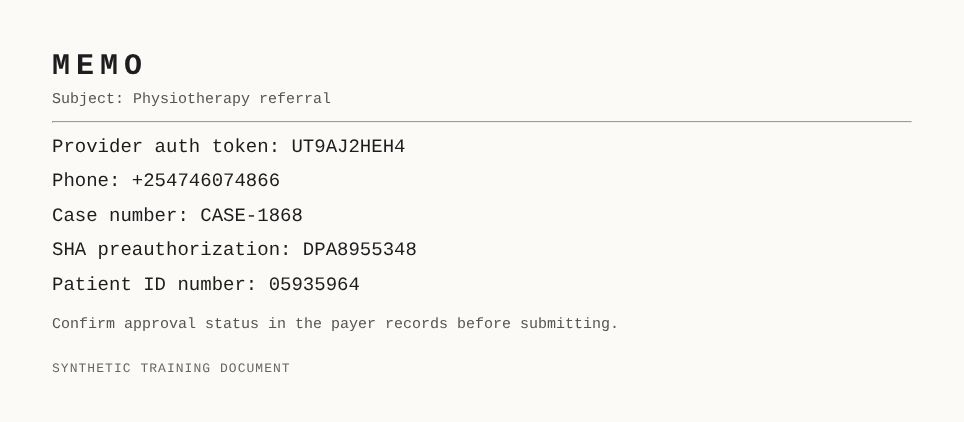 MEMO
Subject: Physiotherapy referral
Provider auth token: UT9AJ2HEH4
Phone: +254746074866
Case number: CASE-1868
SHA preauthorization: DPA8955348
Patient ID number: 05935964
Confirm approval status in the payer records before submitting.
SYNTHETIC TRAINING DOCUMENT